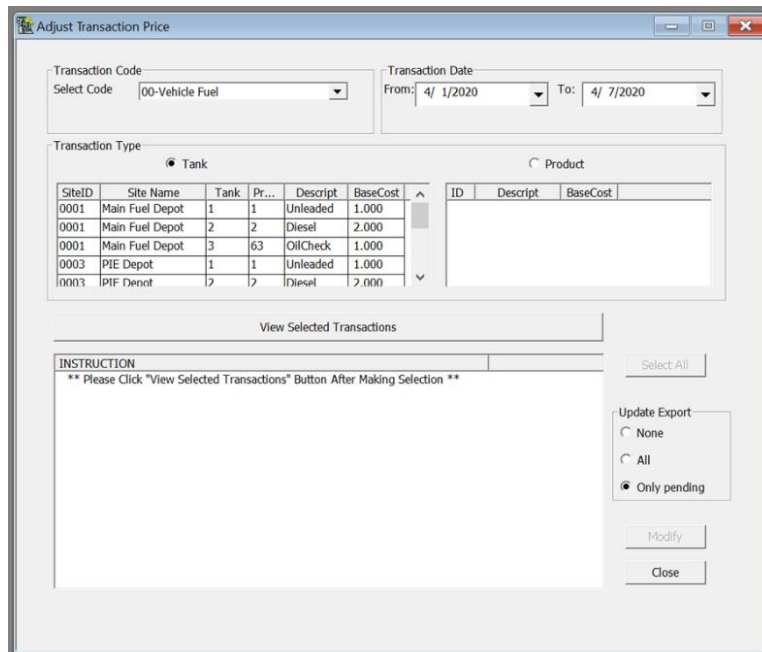 Adjust Transaction Price
Transaction Code
Select Code 00-Vehicle Fuel
Transaction Date
From: 4/ 1/2020 To: 4/ 7/2020
Transaction Type
Tank
Product
SiteID Site Name Tank Pr... Descript BaseCost
0001 Main Fuel Depot 1 1 Unleaded 1.000
0001 Main Fuel Depot 2 2 Diesel 2.000
0001 Main Fuel Depot 3 63 OilCheck 1.000
0003 PIE Depot 1 1 Unleaded 1.000
0003 PIE Depot 2 2 Diesel 2.000
ID Descript BaseCost
View Selected Transactions
INSTRUCTION
** Please Click "View Selected Transactions" Button After Making Selection **
Select All
Update Export
None
All
Only pending
Modify
Close